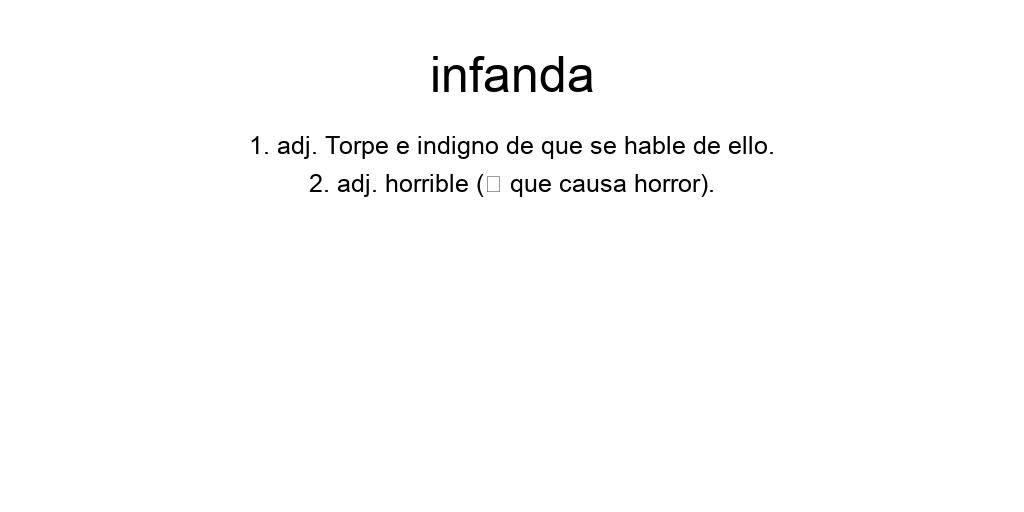 infanda
1. adj. Torpe e indigno de que se hable de ello.
2. adj. horrible (□ que causa horror).